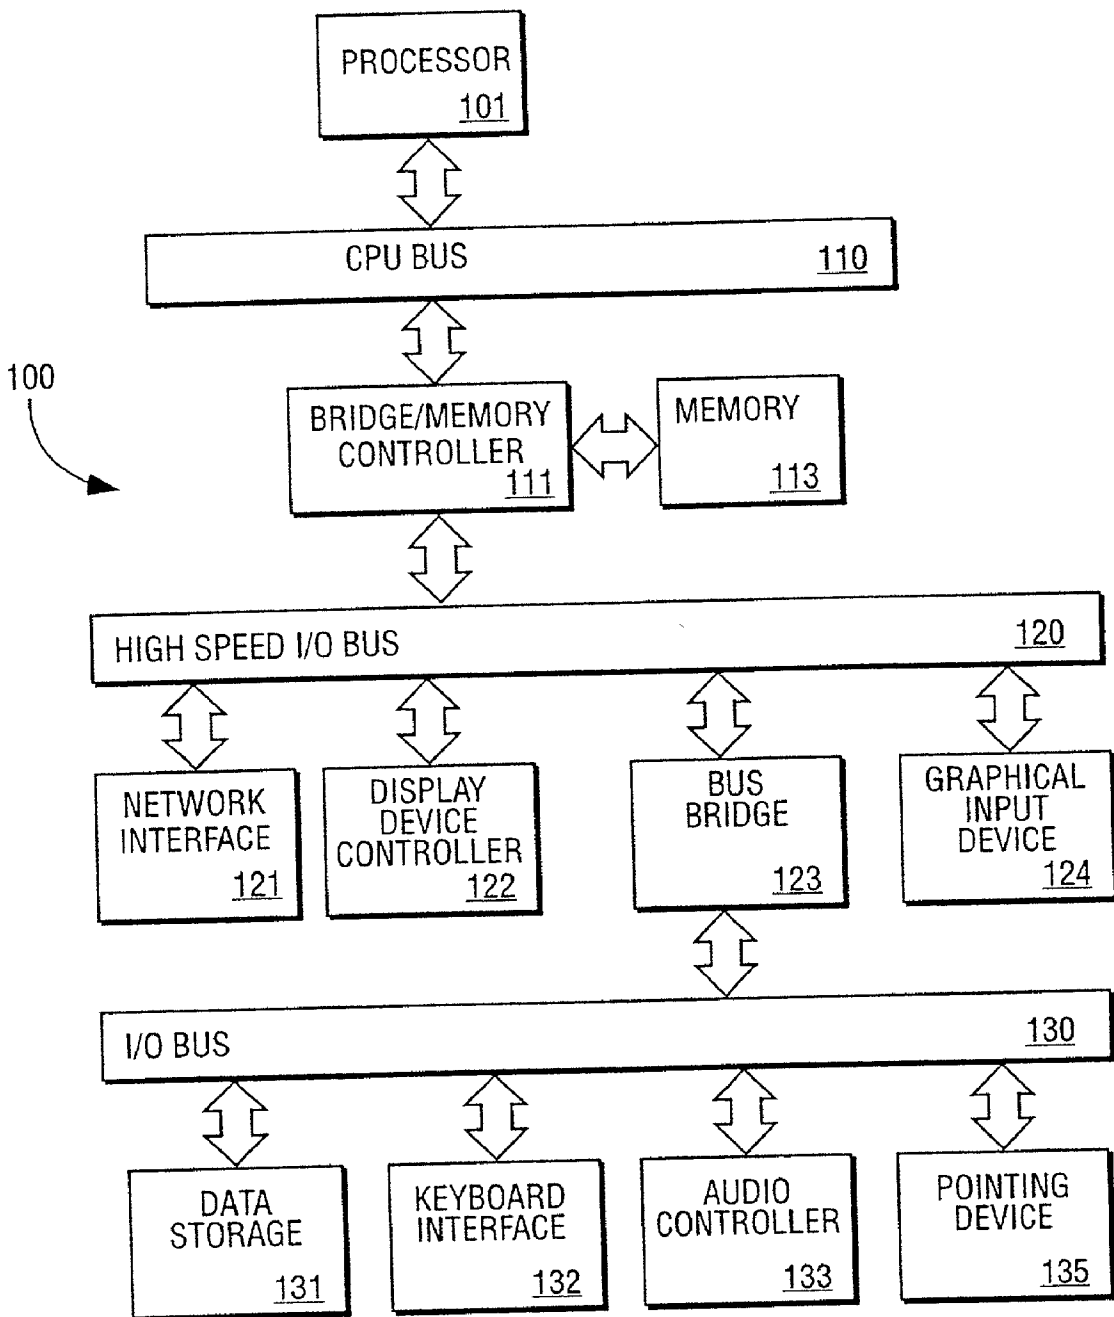 PROCESSOR
101
CPU BUS 110
100
BRIDGE/MEMORY
CONTROLLER
111
MEMORY
113
HIGH SPEED I/O BUS 120
NETWORK
INTERFACE
121
DISPLAY
DEVICE
CONTROLLER
122
BUS
BRIDGE
123
GRAPHICAL
INPUT
DEVICE
124
I/O BUS 130
DATA
STORAGE
131
KEYBOARD
INTERFACE
132
AUDIO
CONTROLLER
133
POINTING
DEVICE
135